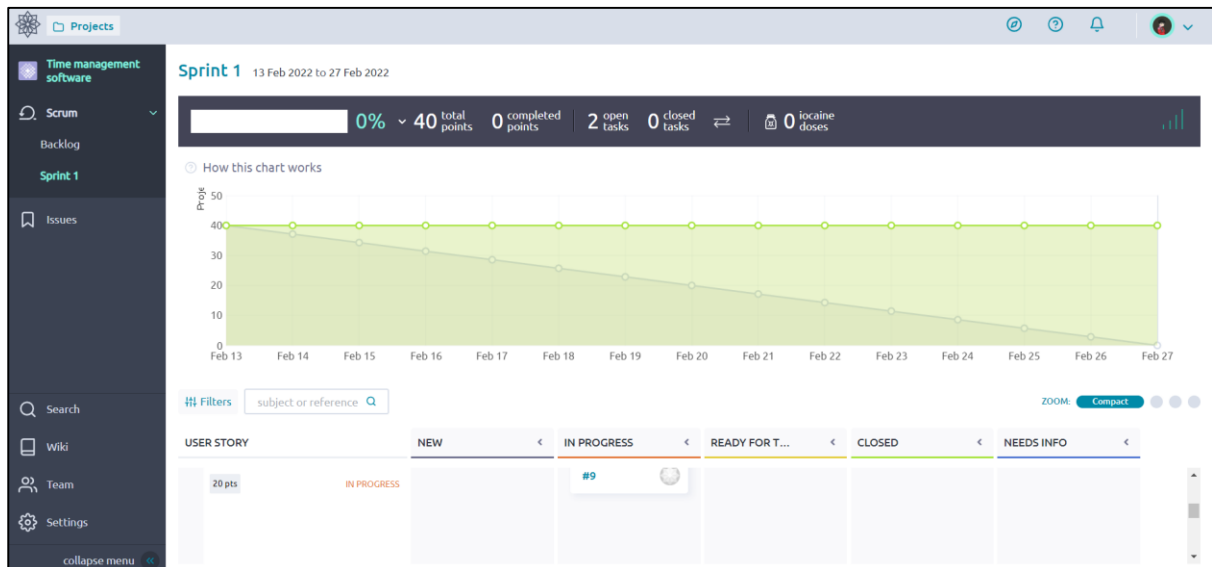 Projects
Time management
software
Scrum
Backlog
Sprint 1
Issues
Search
Wiki
Team
Settings
collapse menu
Sprint 1 13 Feb 2022 to 27 Feb 2022
0% 40 total points 0 completed points 2 open tasks 0 closed tasks 0 iocaine doses
How this chart works
Proje
50
40
30
20
10
0
Feb 13 Feb 14 Feb 15 Feb 16 Feb 17 Feb 18 Feb 19 Feb 20 Feb 21 Feb 22 Feb 23 Feb 24 Feb 25 Feb 26 Feb 27
Filters subject or reference ZOOM: Compact
USER STORY NEW IN PROGRESS READY FOR T... CLOSED NEEDS INFO
20 pts IN PROGRESS #9